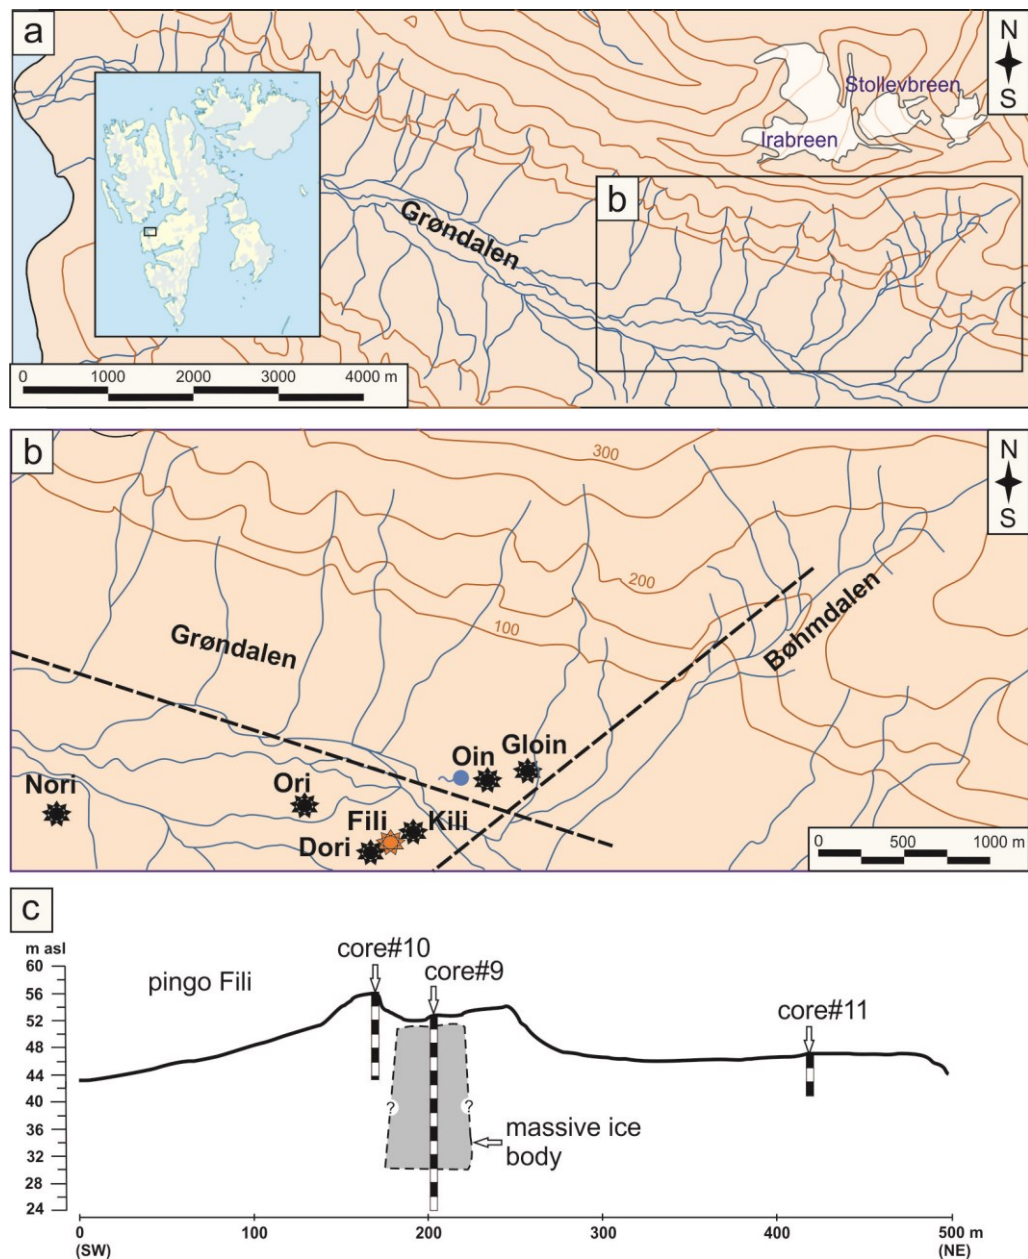 a
N
S
Stollevbreen
Irabreen
b
Grøndalen
0 1000 2000 3000 4000 m
b
300
N
S
200
100
Grøndalen
Bøhmdalen
Oin
Gloin
Nori
Ori
Fili
Kili
Dori
0 500 1000 m
c
m asl
60
56
52
48
44
40
36
32
28
24
pingo Fili
core#10
core#9
core#11
?
?
massive ice
body
0 100 200 300 400 500 m
(SW) (NE)